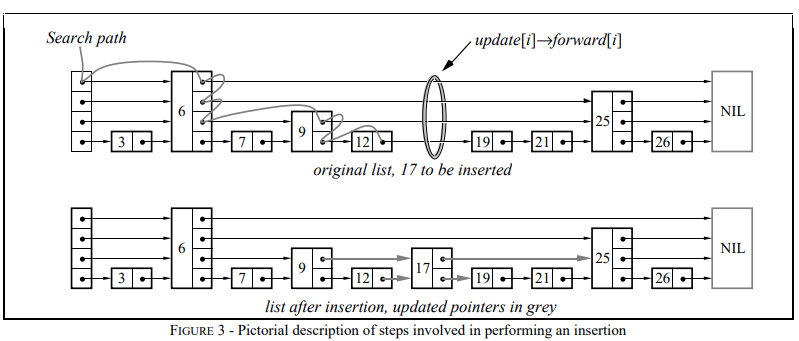 Search path
update[i]→forward[i]
6
NIL
25
9
3
7
12
19
21
26
original list, 17 to be inserted
6
NIL
25
9
17
3
7
12
19
21
26
list after insertion, updated pointers in grey
FIGURE 3 - Pictorial description of steps involved in performing an insertion